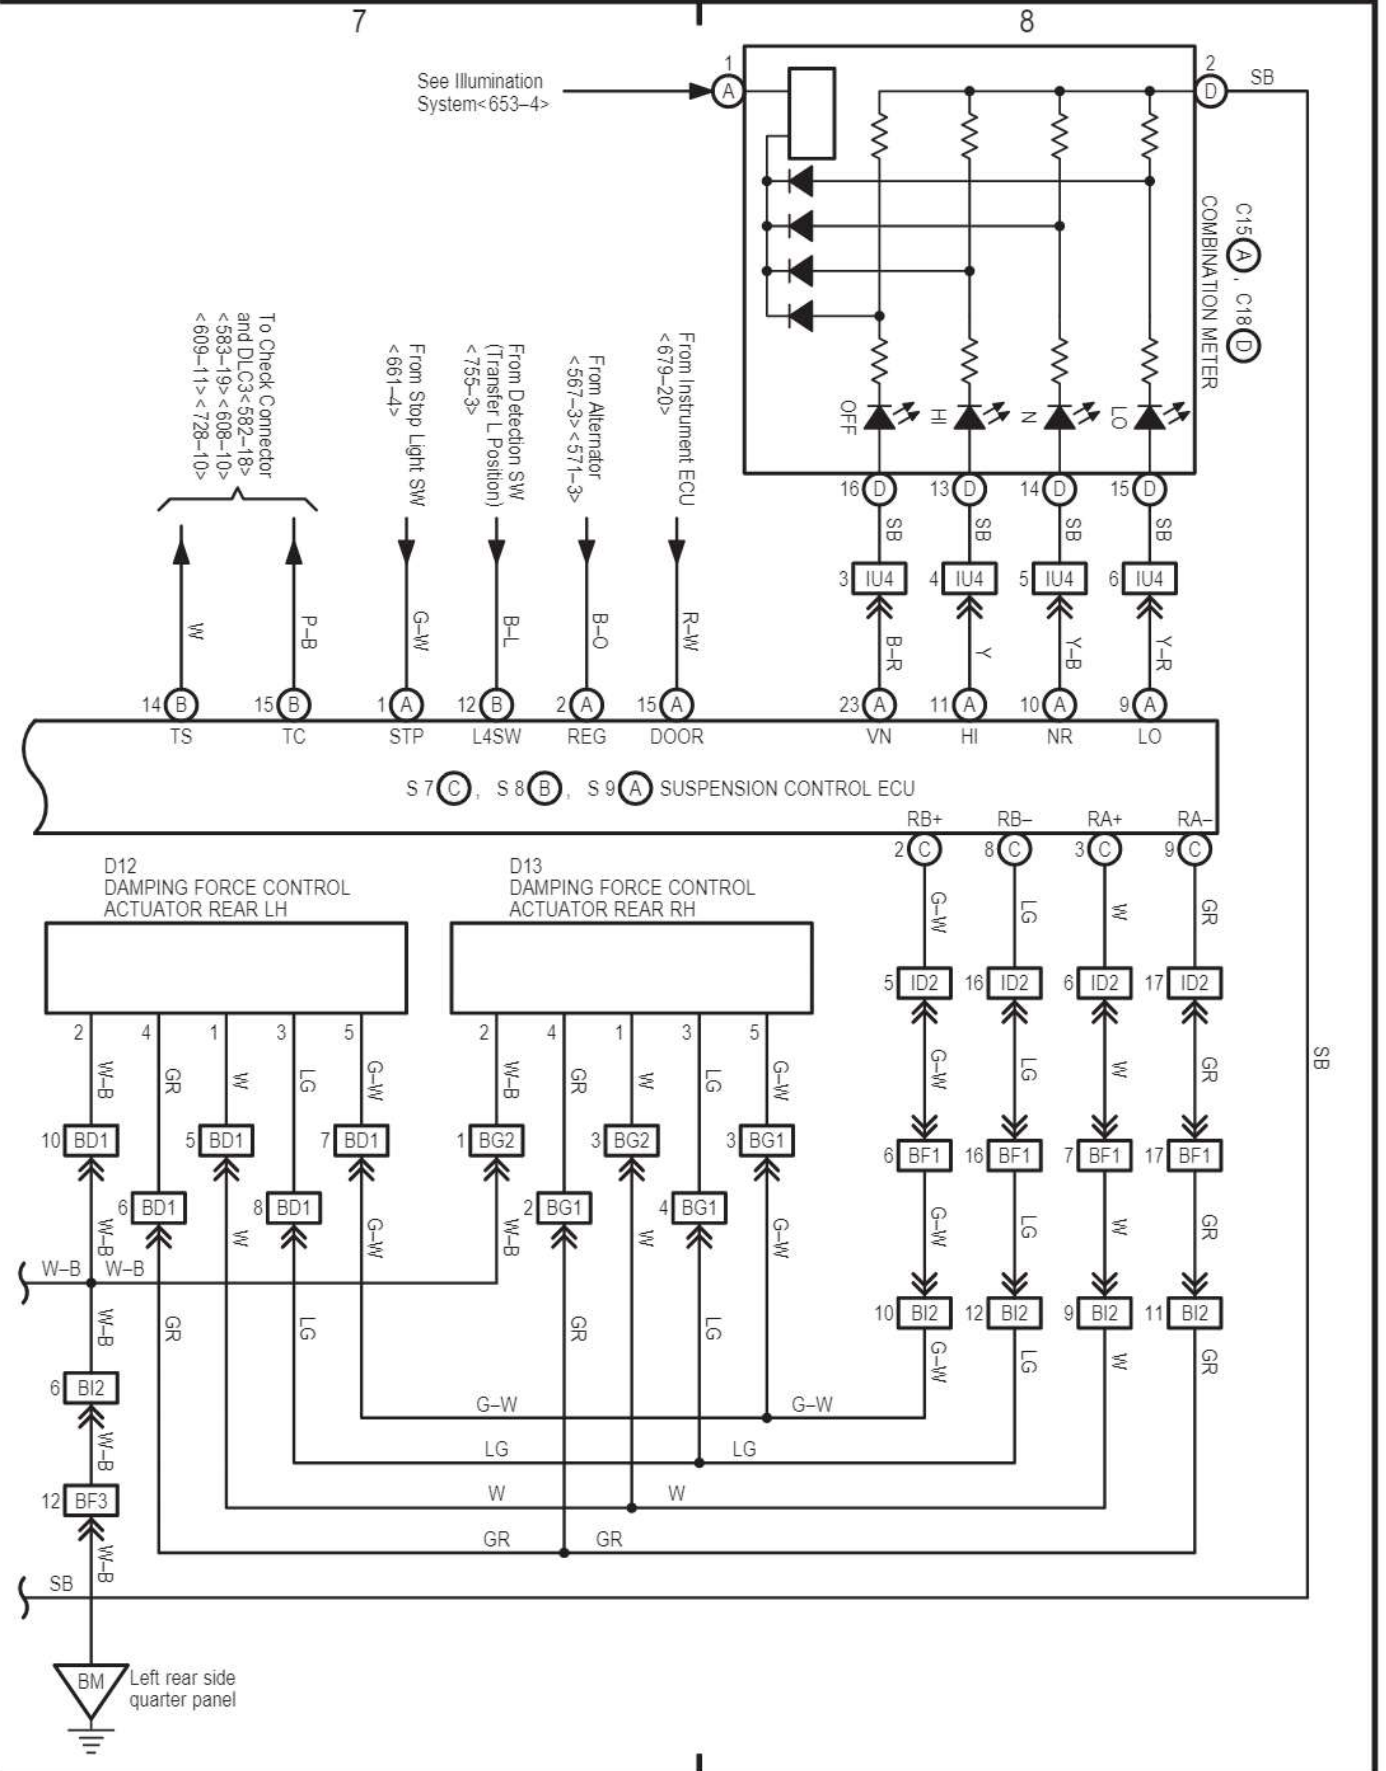 7
8
See Illumination
System<653–4>
1
A
2
D
SB
C15 A , C18 D
COMBINATION METER
OFF
HI
N
LO
16 D
13 D
14 D
15 D
SB
SB
SB
SB
3 IU4
4 IU4
5 IU4
6 IU4
B–R
Y
Y–B
Y–R
To Check Connector
and DLC3<582–18>
<583–19><608–10>
<609–11><728–10>
From Stop Light SW
<661–4>
From Detection SW
(Transfer L Position)
<755–3>
From Alternator
<567–3><571–3>
From Instrument ECU
<679–20>
W
P–B
G–W
B–L
B–O
R–W
14 B
15 B
1 A
12 B
2 A
15 A
23 A
11 A
10 A
9 A
TS
TC
STP
L4SW
REG
DOOR
VN
HI
NR
LO
S 7 C , S 8 B , S 9 A SUSPENSION CONTROL ECU
RB+
RB–
RA+
RA–
2 C
8 C
3 C
9 C
G–W
LG
W
GR
5 ID2
16 ID2
6 ID2
17 ID2
G–W
LG
W
GR
6 BF1
16 BF1
7 BF1
17 BF1
G–W
LG
W
GR
10 BI2
12 BI2
9 BI2
11 BI2
G–W
LG
W
GR
SB
D12
DAMPING FORCE CONTROL
ACTUATOR REAR LH
2
4
1
3
5
W–B
GR
W
LG
G–W
10 BD1
5 BD1
7 BD1
6 BD1
8 BD1
W–B
W
G–W
D13
DAMPING FORCE CONTROL
ACTUATOR REAR RH
2
4
1
3
5
W–B
GR
W
LG
G–W
1 BG2
3 BG2
3 BG1
2 BG1
4 BG1
W–B
W
G–W
W–B
W–B
W–B
GR
LG
GR
LG
6 BI2
W–B
12 BF3
W–B
G–W
G–W
LG
LG
W
W
GR
GR
SB
BM
Left rear side
quarter panel